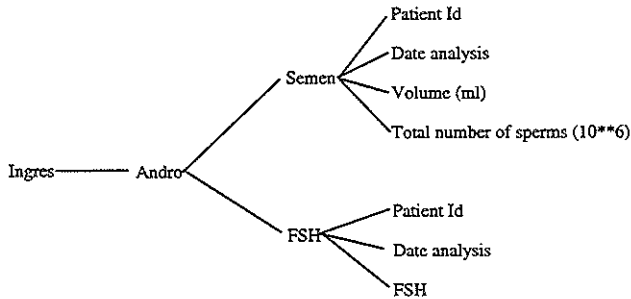 Patient Id
Date analysis
Semen
Volume (ml)
Total number of sperms (10**6)
Ingres
Andro
Patient Id
FSH
Date analysis
FSH